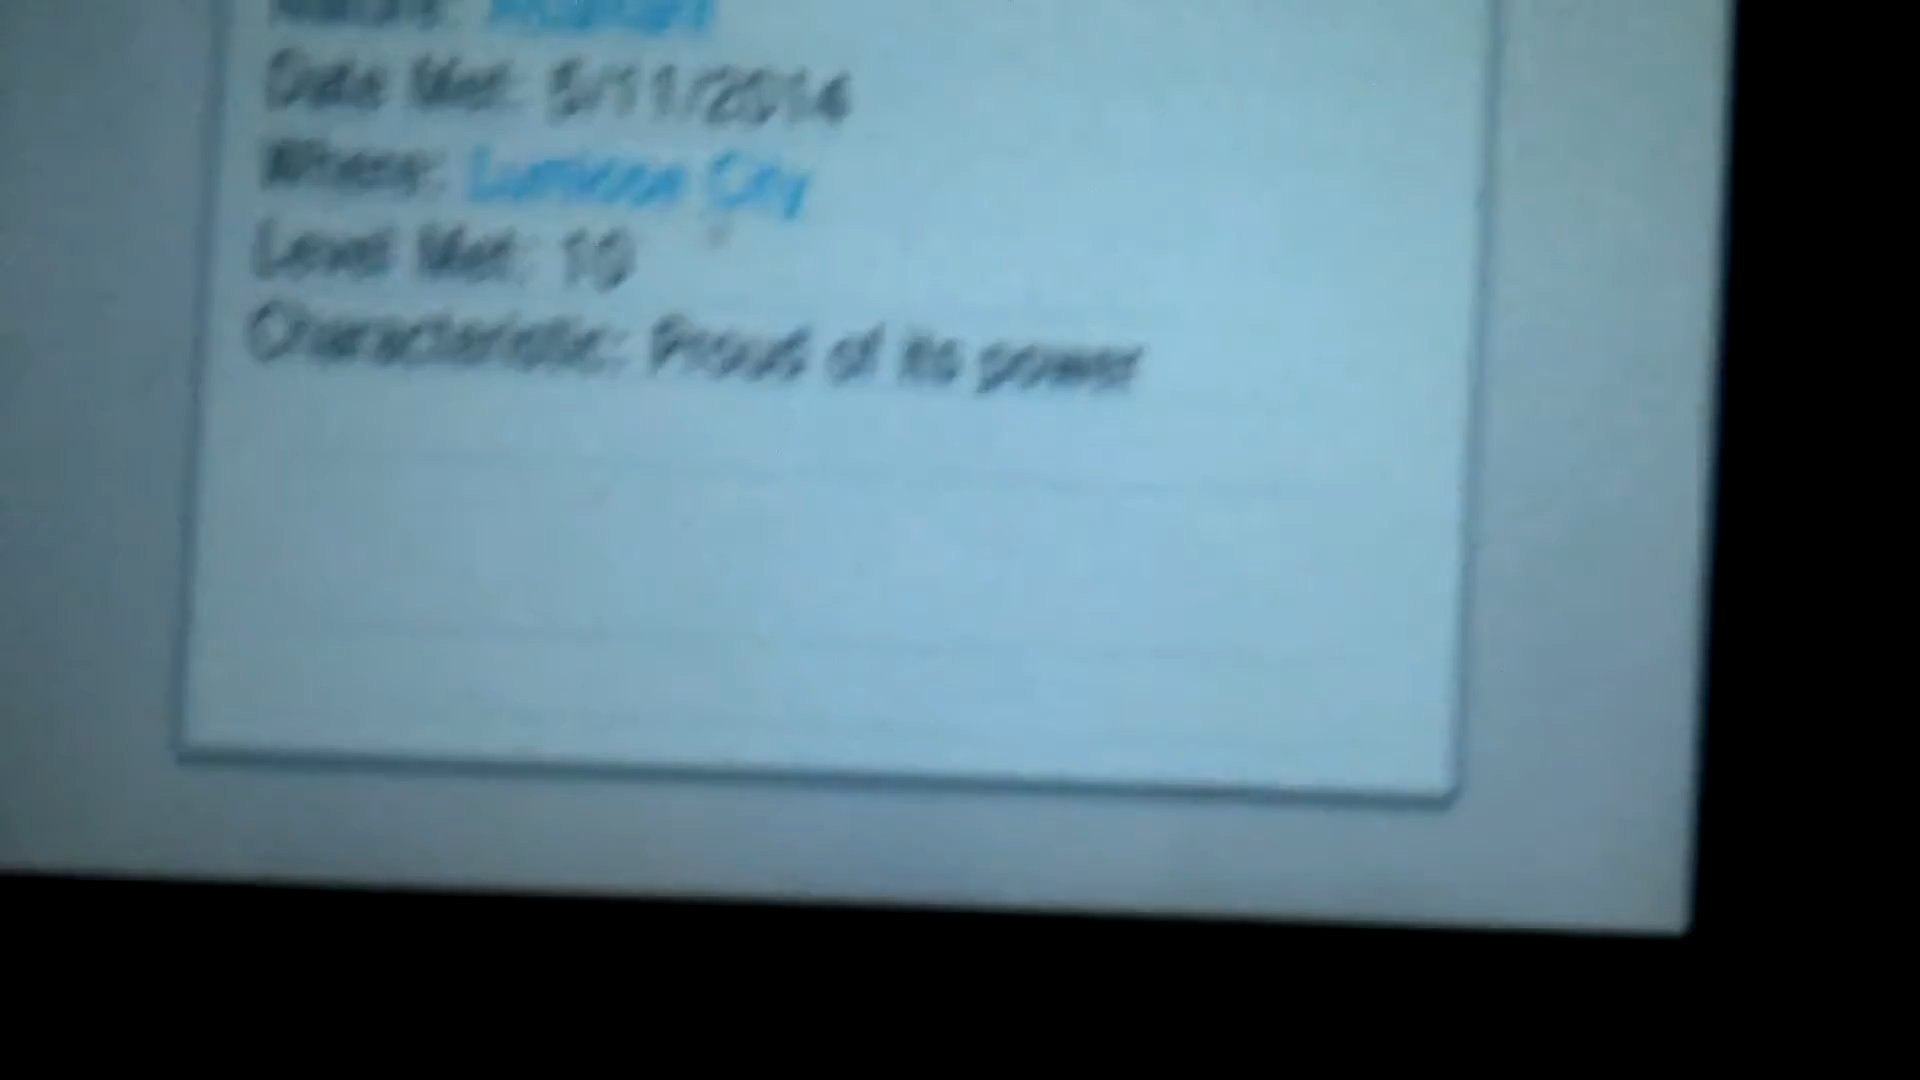 Date Met: 5/11/2014
Where: Lumiose City
Level Met: 10
Characteristic: Proud of its power